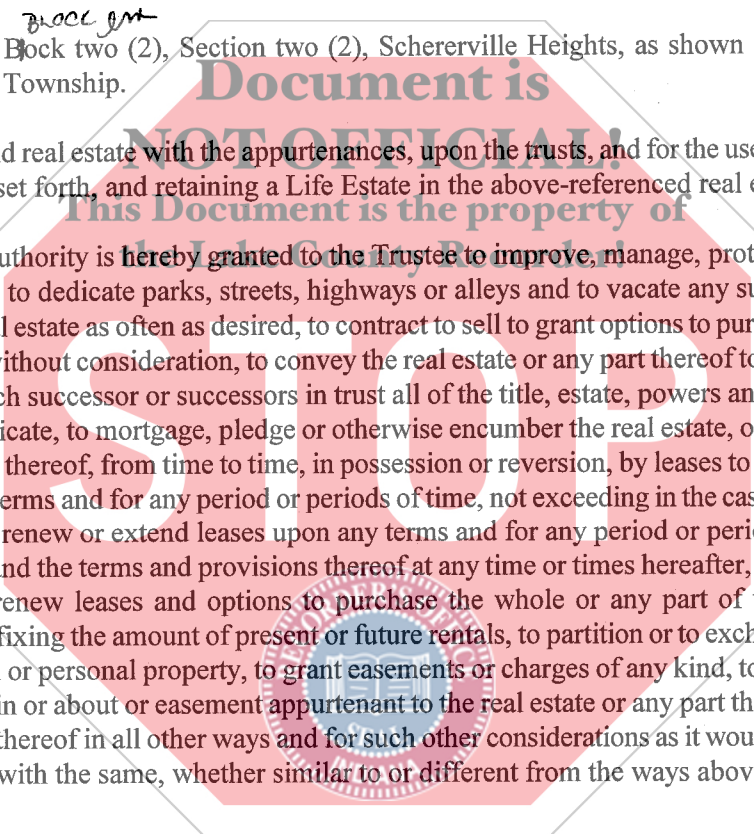 Block
Block two (2), Section two (2), Schererville Heights, as shown
Township.
Document is
NOT OFFICIAL!
d real estate with the appurtenances, upon the trusts, and for the use
set forth, and retaining a Life Estate in the above-referenced real e
This Document is the property of
the Lake County Recorder!
uthority is hereby granted to the Trustee to improve, manage, prot
to dedicate parks, streets, highways or alleys and to vacate any su
l estate as often as desired, to contract to sell to grant options to pur
vithout consideration, to convey the real estate or any part thereof to
ch successor or successors in trust all of the title, estate, powers an
icate, to mortgage, pledge or otherwise encumber the real estate, o
thereof, from time to time, in possession or reversion, by leases to
erms and for any period or periods of time, not exceeding in the cas
renew or extend leases upon any terms and for any period or peri
nd the terms and provisions thereof at any time or times hereafter,
renew leases and options to purchase the whole or any part of
fixing the amount of present or future rentals, to partition or to exch
or personal property, to grant easements or charges of any kind, to
in or about or easement appurtenant to the real estate or any part th
thereof in all other ways and for such other considerations as it wou
with the same, whether similar to or different from the ways abov
STOP
SEAL
INDIANA